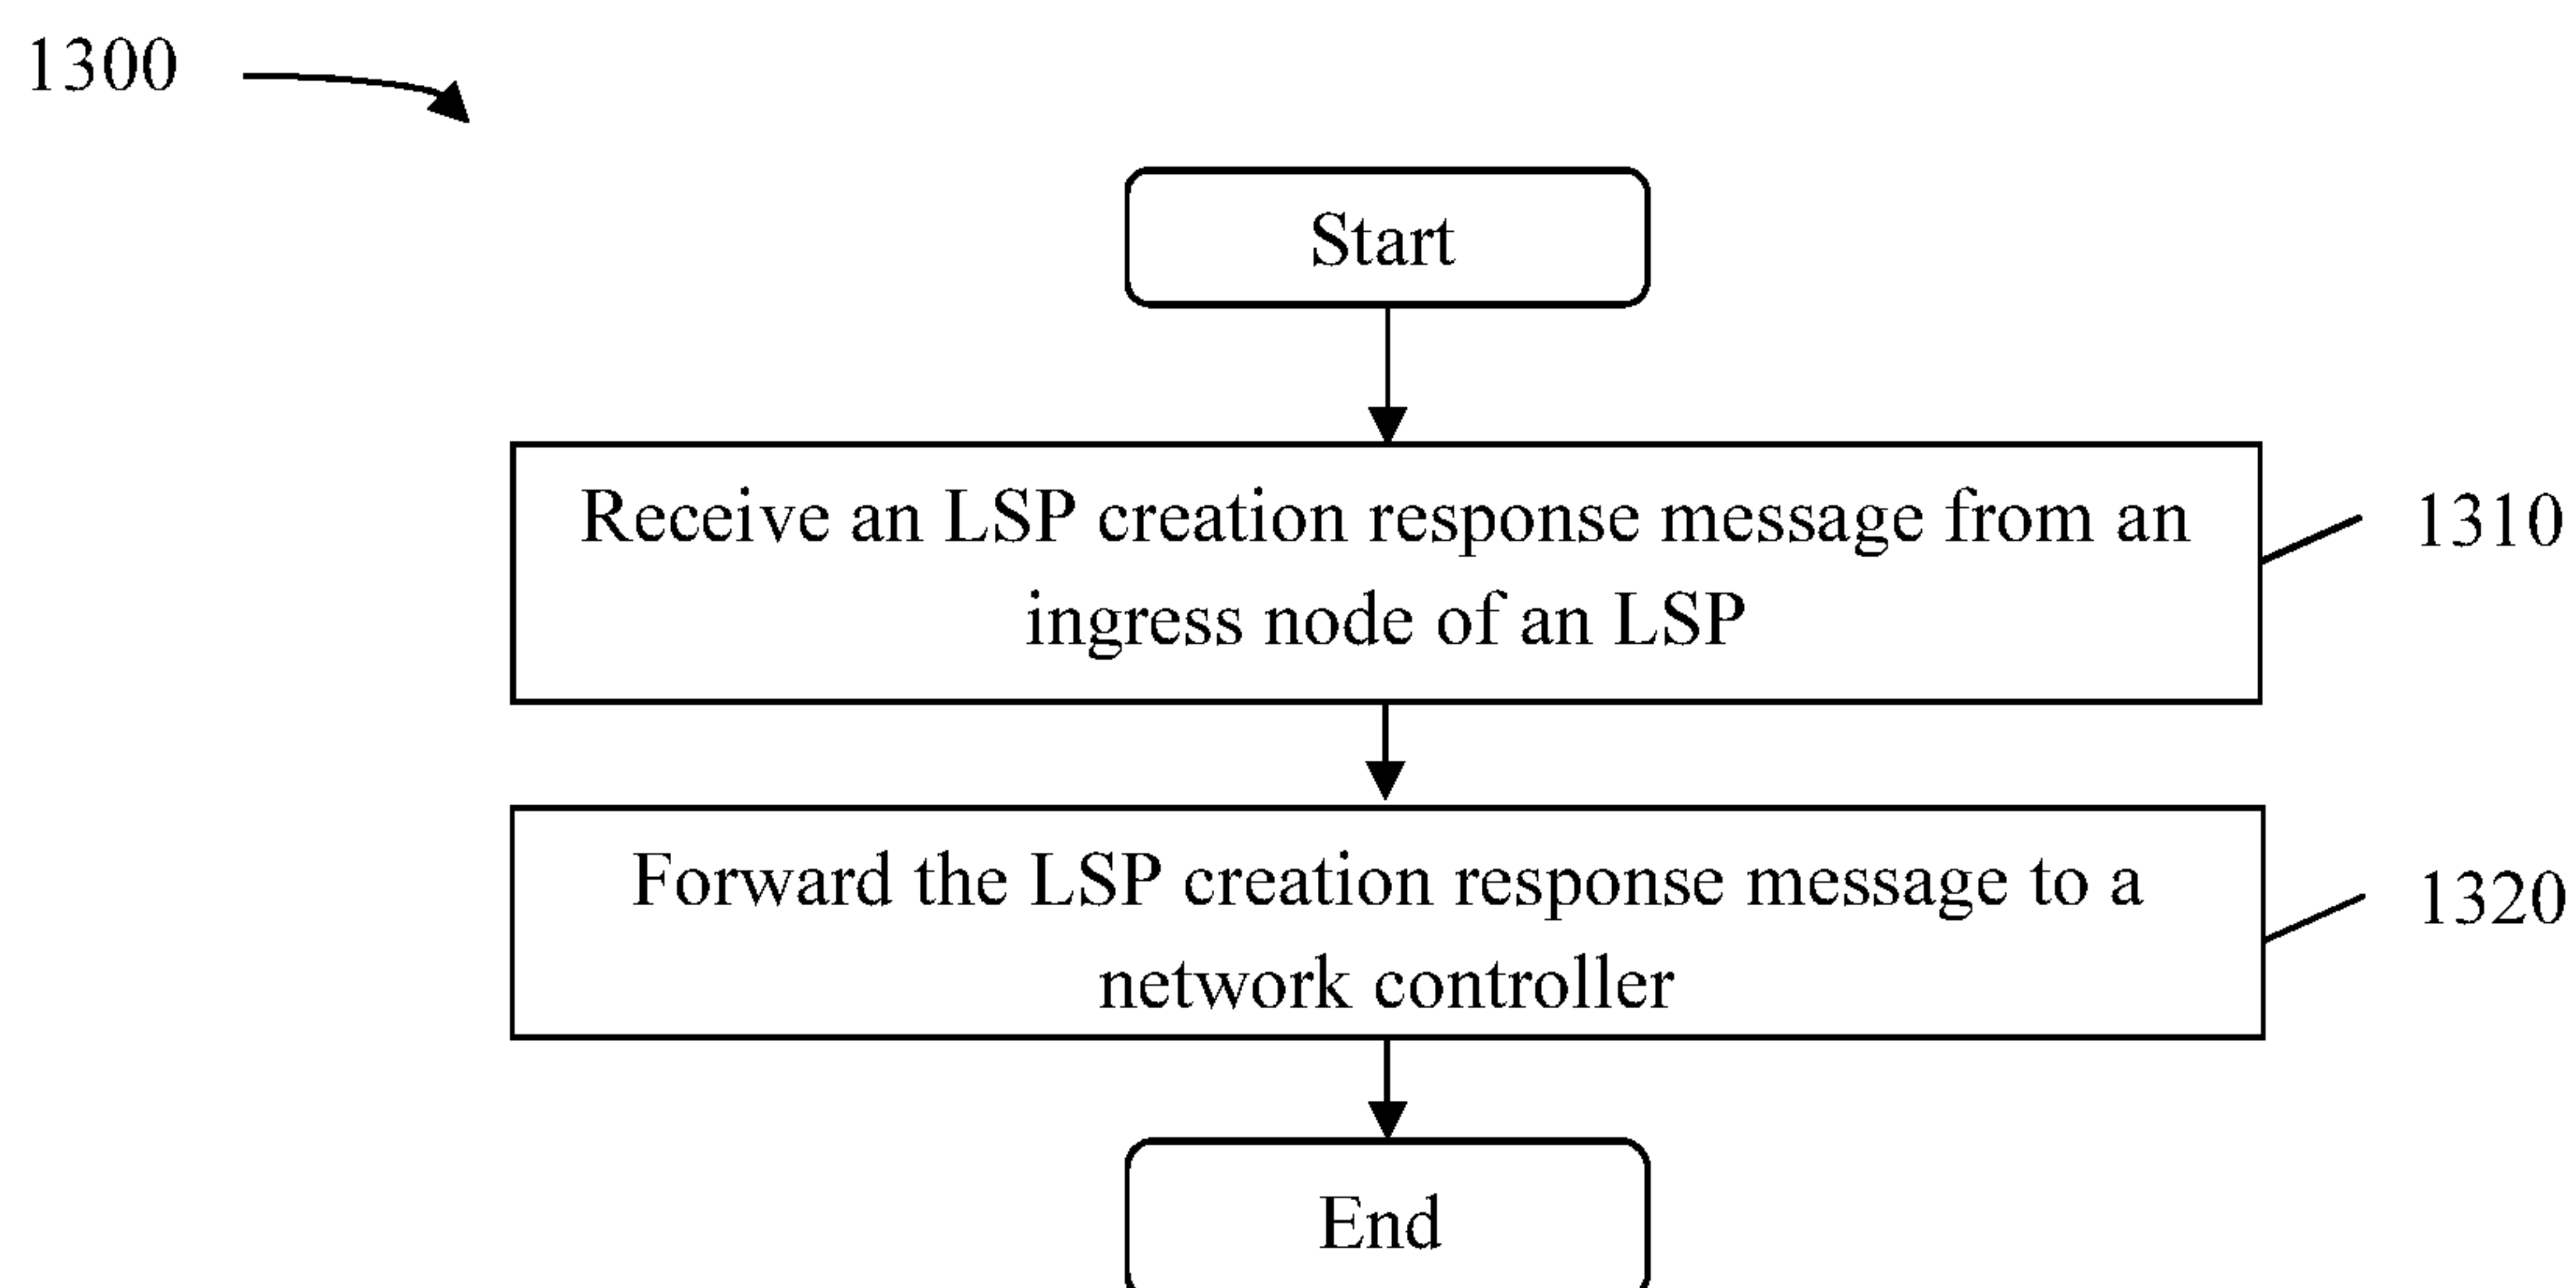 1300
Start
Receive an LSP creation response message from an
ingress node of an LSP
1310
Forward the LSP creation response message to a
network controller
1320
End